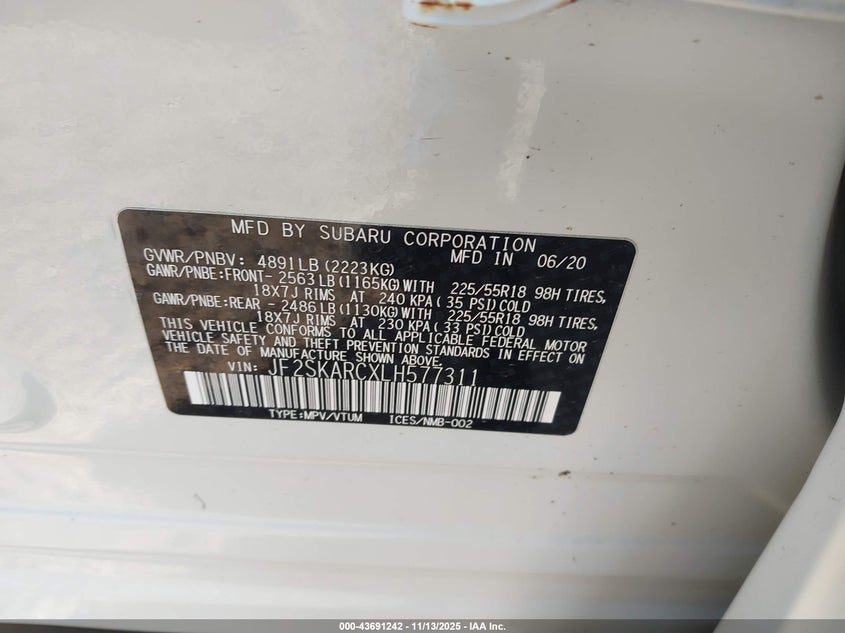 MFD BY SUBARU CORPORATION
GVWR/PNBV: 4891LB (2223KG) MFD IN 06/20
GAWR/PNBE:FRONT- 2563LB (1165KG)WITH 225/55R18 98H TIRES,
18X7J RIMS AT 240 KPA( 35 PSI)COLD
GAWR/PNBE:REAR - 2486LB (1130KG)WITH 225/55R18 98H TIRES,
18X7J RIMS AT 230 KPA( 33 PSI)COLD
THIS VEHICLE CONFORMS TO ALL APPLICABLE FEDERAL MOTOR
VEHICLE SAFETY AND THEFT PREVENTION STANDARDS IN EFFECT ON
THE DATE OF MANUFACTURE SHOWN ABOVE.
VIN: JF2SKARCXLH577311
TYPE:MPV/VTUM ICES/NMB-002
000-43691242 - 11/13/2025 - IAA Inc.